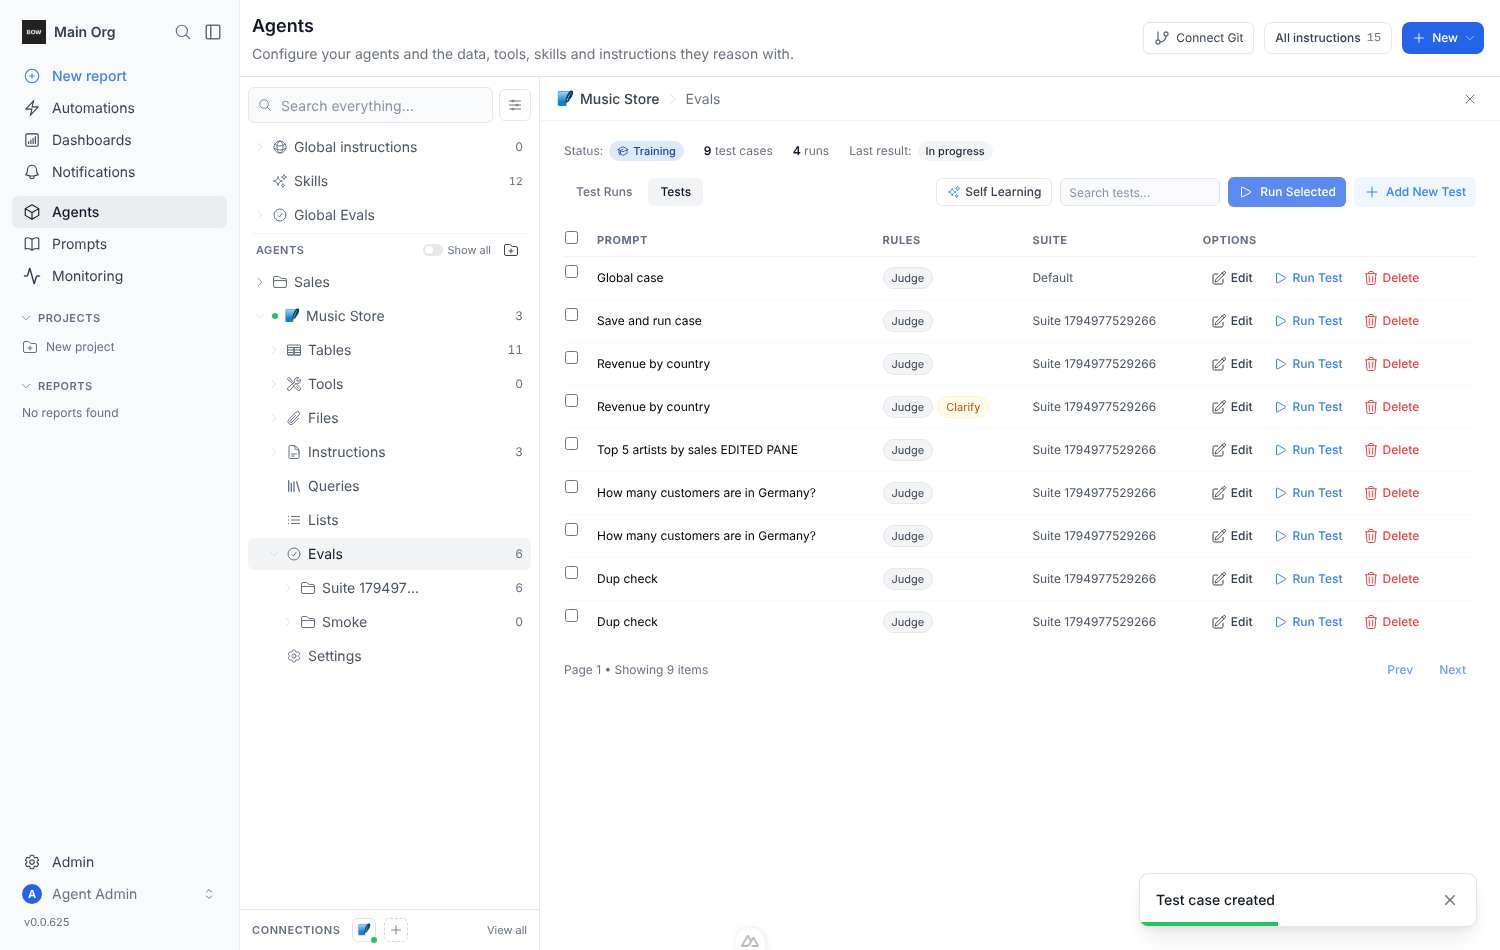 BOW
Main Org
New report
Automations
Dashboards
Notifications
Agents
Prompts
Monitoring
PROJECTS
New project
REPORTS
No reports found
Admin
A Agent Admin
v0.0.625
Agents
Configure your agents and the data, tools, skills and instructions they reason with.
Connect Git
All instructions 15
New
Search everything...
Global instructions 0
Skills 12
Global Evals
AGENTS Show all
Sales
Music Store 3
Tables 11
Tools 0
Files
Instructions 3
Queries
Lists
Evals 6
Suite 179497... 6
Smoke 0
Settings
CONNECTIONS View all
Music Store Evals
Status: Training 9 test cases 4 runs Last result: In progress
Test Runs Tests Self Learning Search tests... Run Selected Add New Test
PROMPT RULES SUITE OPTIONS
Global case Judge Default Edit Run Test Delete
Save and run case Judge Suite 1794977529266 Edit Run Test Delete
Revenue by country Judge Suite 1794977529266 Edit Run Test Delete
Revenue by country Judge Clarify Suite 1794977529266 Edit Run Test Delete
Top 5 artists by sales EDITED PANE Judge Suite 1794977529266 Edit Run Test Delete
How many customers are in Germany? Judge Suite 1794977529266 Edit Run Test Delete
How many customers are in Germany? Judge Suite 1794977529266 Edit Run Test Delete
Dup check Judge Suite 1794977529266 Edit Run Test Delete
Dup check Judge Suite 1794977529266 Edit Run Test Delete
Page 1 • Showing 9 items Prev Next
Test case created